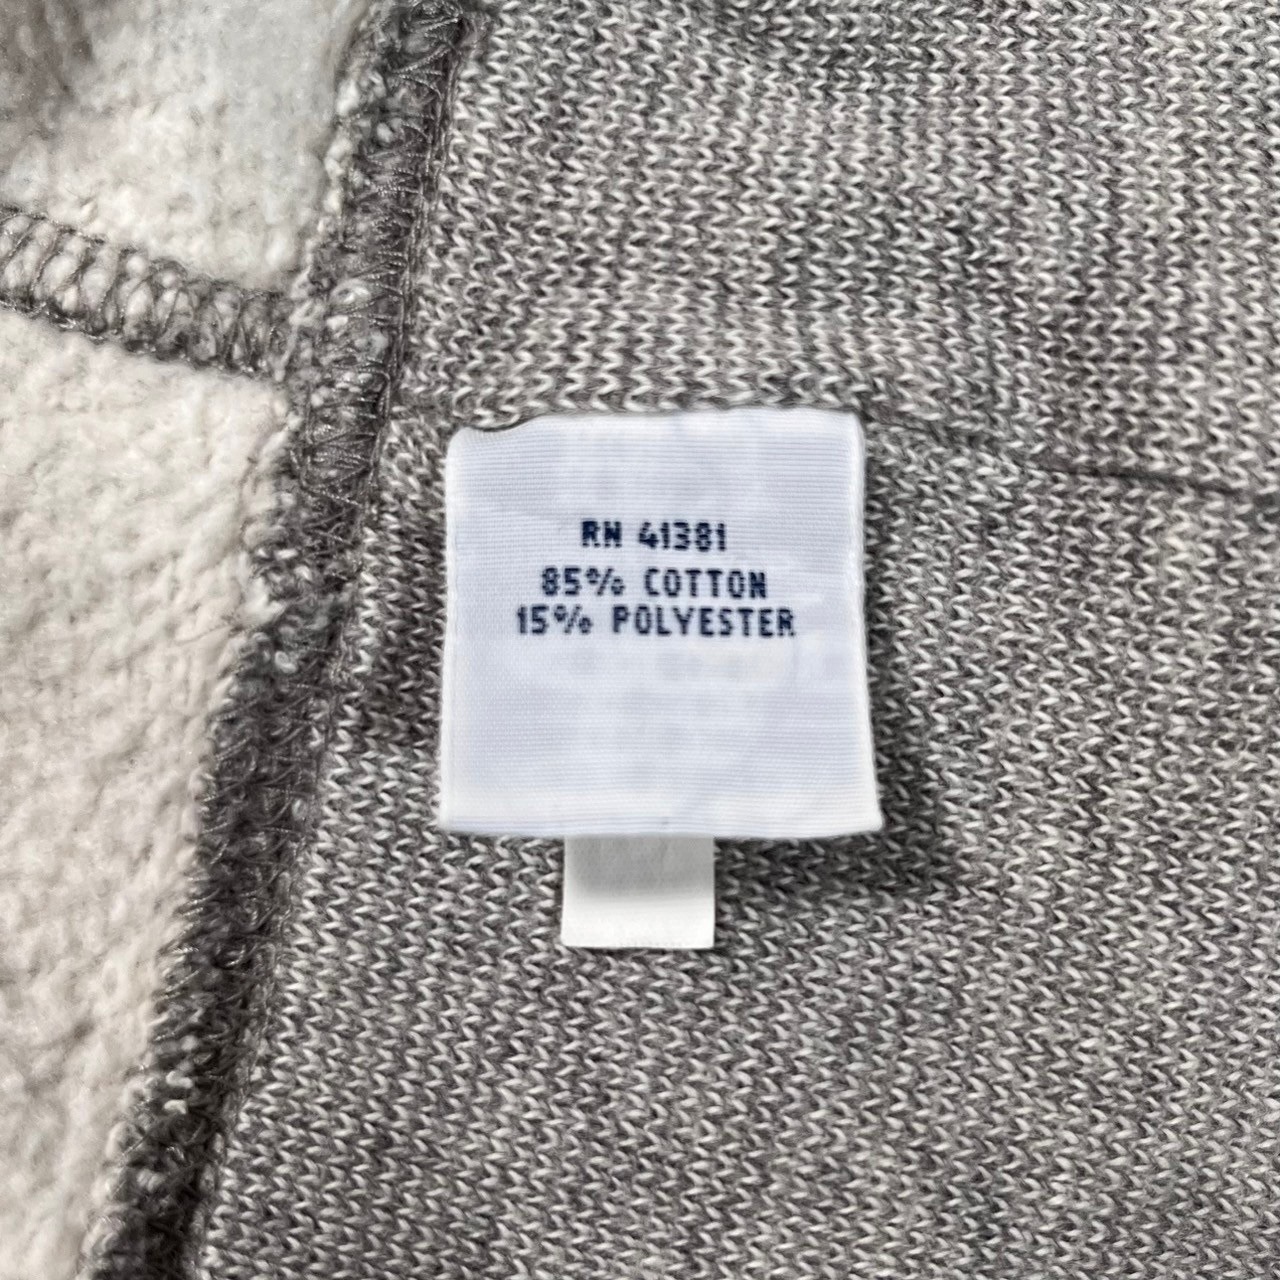 RN 41381
85% COTTON
15% POLYESTER